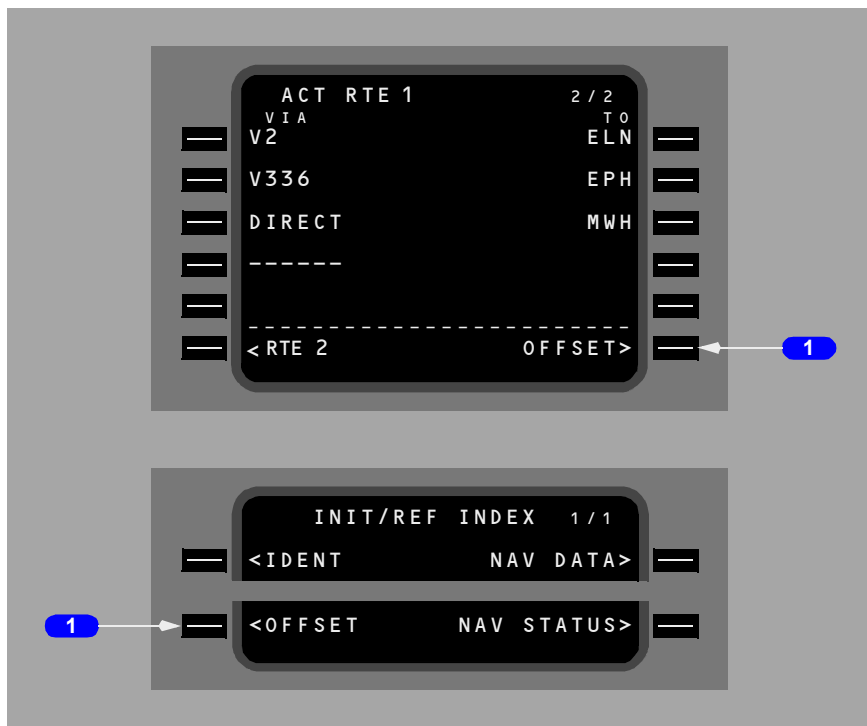 ACT RTE 1 2/2
VIA TO
V2 ELN
V336 EPH
DIRECT MWH
------
------------------------
<RTE 2 OFFSET>
1
INIT/REF INDEX 1/1
<IDENT NAV DATA>
1
<OFFSET NAV STATUS>